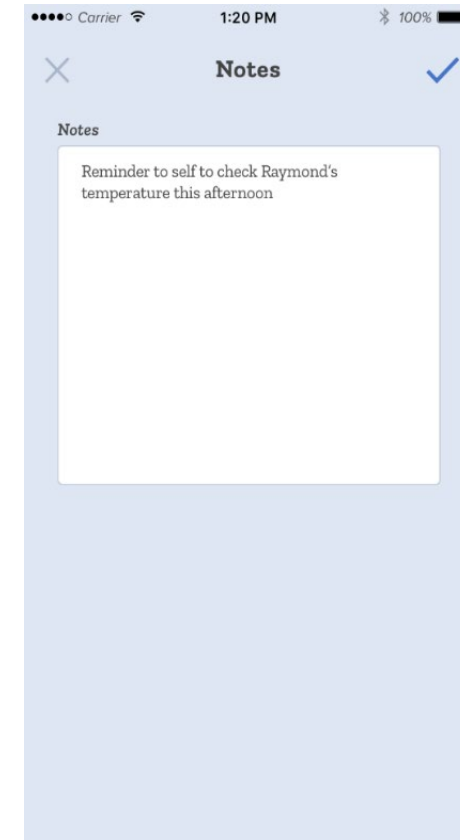 Carrier 1:20 PM 100%
Notes
Notes
Reminder to self to check Raymond's
temperature this afternoon